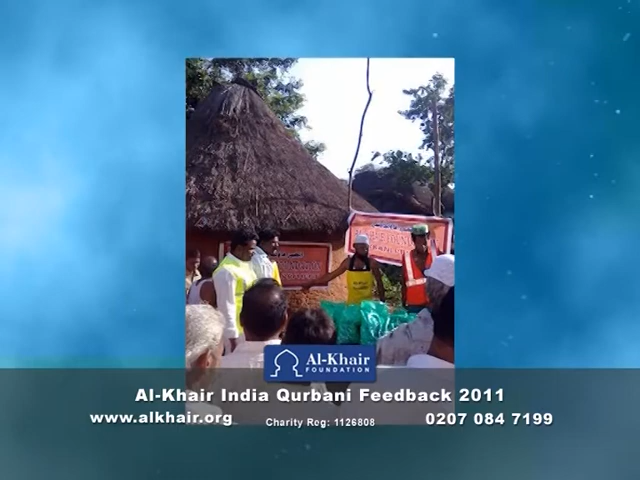 Al-Khair
FOUNDATION
Al-Khair India Qurbani Feedback 2011
www.alkhair.org
Charity Reg: 1126808
0207 084 7199